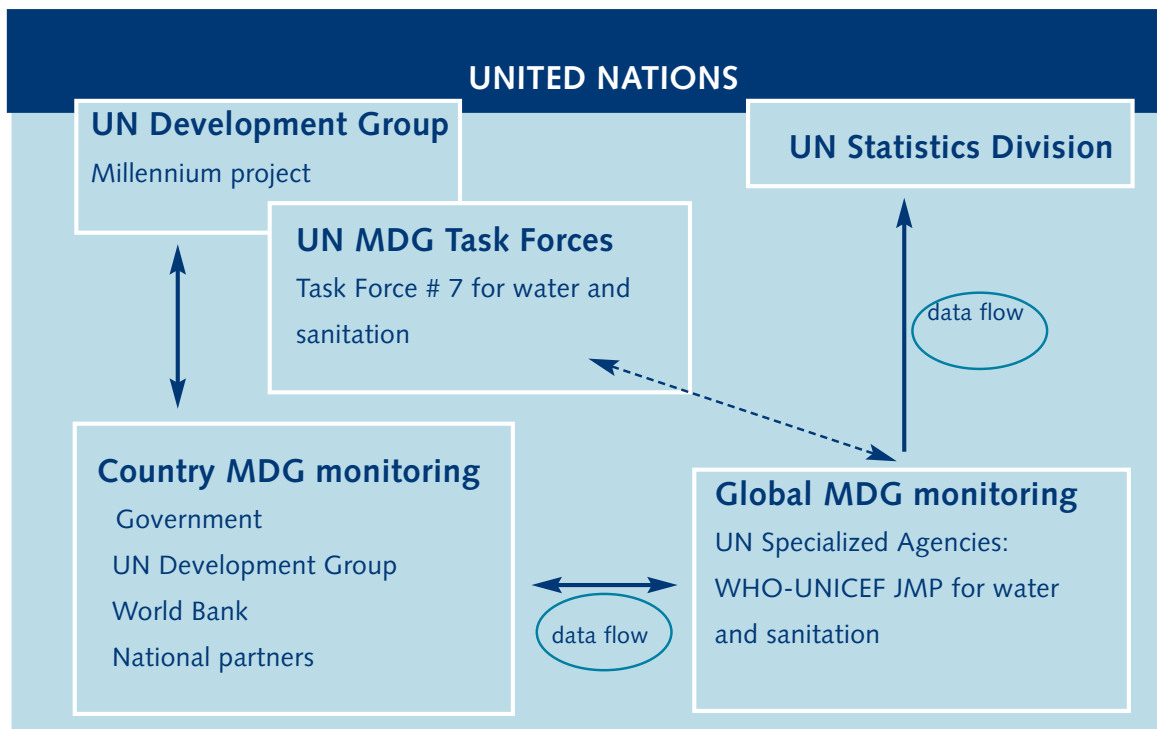 UNITED NATIONS
UN Development Group
Millennium project
UN Statistics Division
UN MDG Task Forces
Task Force # 7 for water and
sanitation
data flow
Country MDG monitoring
Government
UN Development Group
World Bank
National partners
data flow
Global MDG monitoring
UN Specialized Agencies:
WHO-UNICEF JMP for water
and sanitation